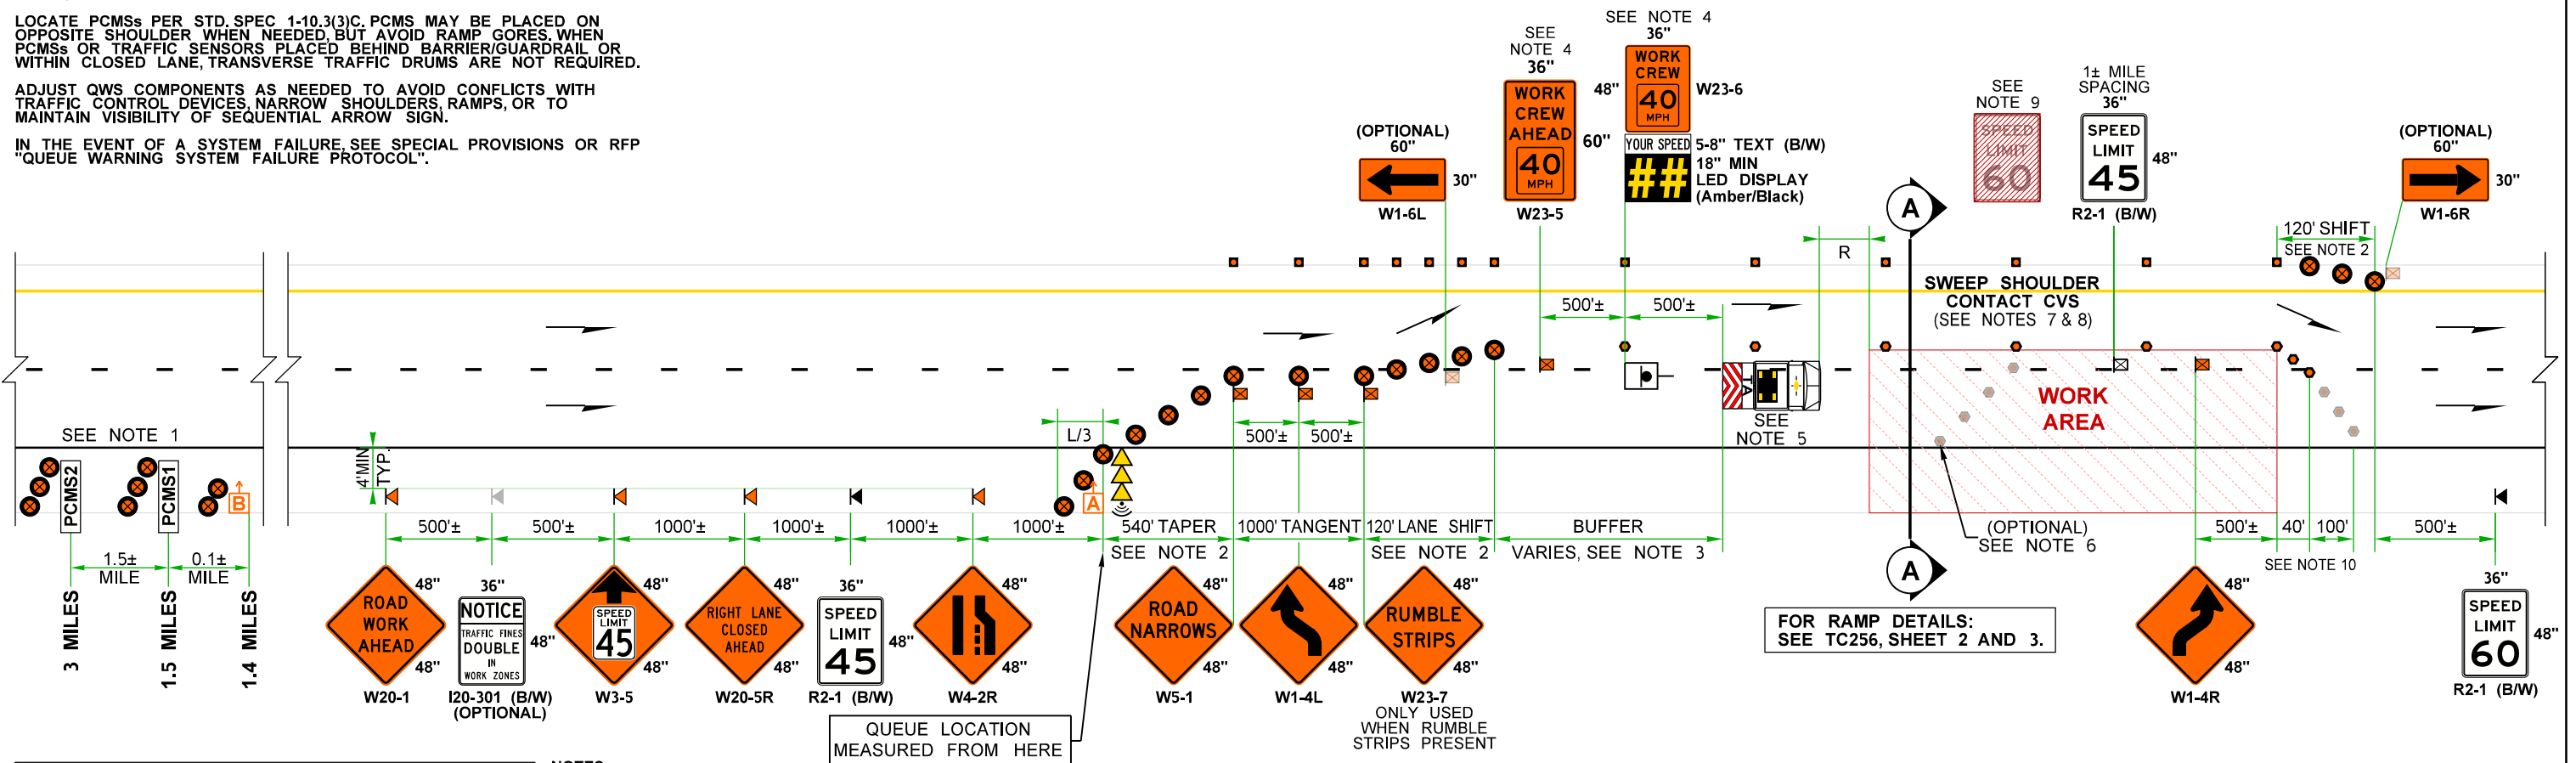 LOCATE PCMSs PER STD. SPEC 1-10.3(3)C. PCMS MAY BE PLACED ON
OPPOSITE SHOULDER WHEN NEEDED, BUT AVOID RAMP GORES. WHEN
PCMSs OR TRAFFIC SENSORS PLACED BEHIND BARRIER/GUARDRAIL OR
WITHIN CLOSED LANE, TRANSVERSE TRAFFIC DRUMS ARE NOT REQUIRED.
ADJUST QWS COMPONENTS AS NEEDED TO AVOID CONFLICTS WITH
TRAFFIC CONTROL DEVICES, NARROW SHOULDERS, RAMPS, OR TO
MAINTAIN VISIBILITY OF SEQUENTIAL ARROW SIGN.
IN THE EVENT OF A SYSTEM FAILURE, SEE SPECIAL PROVISIONS OR RFP
"QUEUE WARNING SYSTEM FAILURE PROTOCOL".
(OPTIONAL)
60"
30"
W1-6L
SEE
NOTE 4
36"
WORK
CREW
AHEAD
40
MPH
60"
W23-5
SEE NOTE 4
36"
WORK
CREW
40
MPH
48"
W23-6
YOUR SPEED
##
5-8" TEXT (B/W)
18" MIN
LED DISPLAY
(Amber/Black)
SEE
NOTE 9
SPEED
LIMIT
60
1± MILE
SPACING
36"
SPEED
LIMIT
45
48"
R2-1 (B/W)
(OPTIONAL)
60"
30"
W1-6R
A
R
120' SHIFT
SEE NOTE 2
SWEEP SHOULDER
CONTACT CVS
(SEE NOTES 7 & 8)
500'±
500'±
WORK
AREA
SEE
NOTE 5
SEE NOTE 1
PCMS2
PCMS1
B
4'MIN
TYP.
L/3
A
500'±
500'±
1.5±
MILE
0.1±
MILE
3 MILES
1.5 MILES
1.4 MILES
500'±
500'±
1000'±
1000'±
1000'±
1000'±
540' TAPER
SEE NOTE 2
1000' TANGENT
120' LANE SHIFT
SEE NOTE 2
BUFFER
VARIES, SEE NOTE 3
A
(OPTIONAL)
SEE NOTE 6
500'±
40'
100'
500'±
SEE NOTE 10
ROAD
WORK
AHEAD
48"
48"
W20-1
36"
NOTICE
TRAFFIC FINES
DOUBLE
IN
WORK ZONES
48"
I20-301 (B/W)
(OPTIONAL)
SPEED
LIMIT
45
48"
48"
W3-5
RIGHT LANE
CLOSED
AHEAD
48"
48"
W20-5R
36"
SPEED
LIMIT
45
48"
R2-1 (B/W)
48"
48"
W4-2R
QUEUE LOCATION
MEASURED FROM HERE
ROAD
NARROWS
48"
48"
W5-1
48"
48"
W1-4L
RUMBLE
STRIPS
48"
48"
W23-7
ONLY USED
WHEN RUMBLE
STRIPS PRESENT
FOR RAMP DETAILS:
SEE TC256, SHEET 2 AND 3.
48"
48"
W1-4R
36"
SPEED
LIMIT
60
48"
R2-1 (B/W)